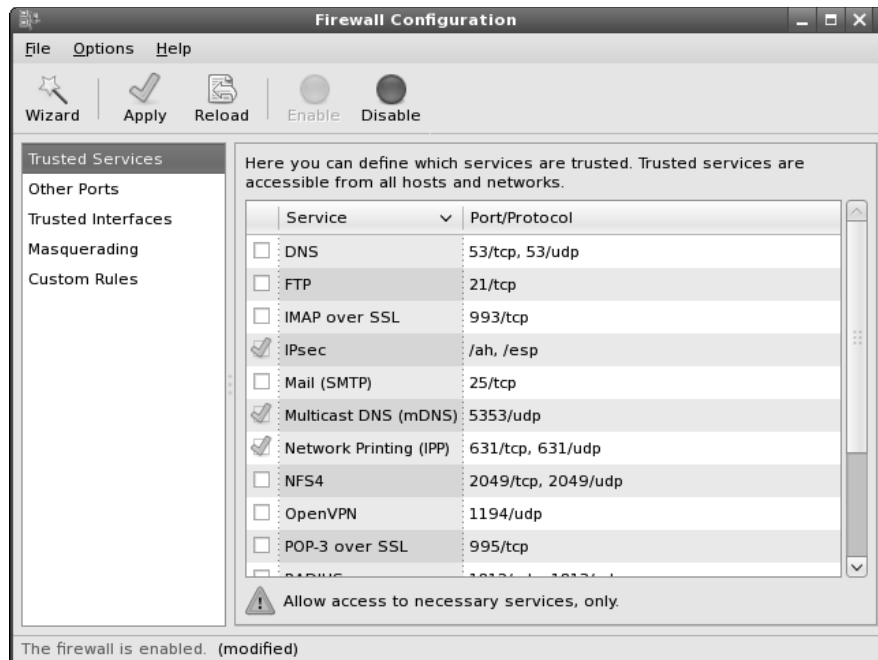 Firewall Configuration
File Options Help
Wizard Apply Reload Enable Disable
Trusted Services
Other Ports
Trusted Interfaces
Masquerading
Custom Rules
Here you can define which services are trusted. Trusted services are
accessible from all hosts and networks.
Service Port/Protocol
DNS 53/tcp, 53/udp
FTP 21/tcp
IMAP over SSL 993/tcp
IPsec /ah, /esp
Mail (SMTP) 25/tcp
Multicast DNS (mDNS) 5353/udp
Network Printing (IPP) 631/tcp, 631/udp
NFS4 2049/tcp, 2049/udp
OpenVPN 1194/udp
POP-3 over SSL 995/tcp
Allow access to necessary services, only.
The firewall is enabled. (modified)